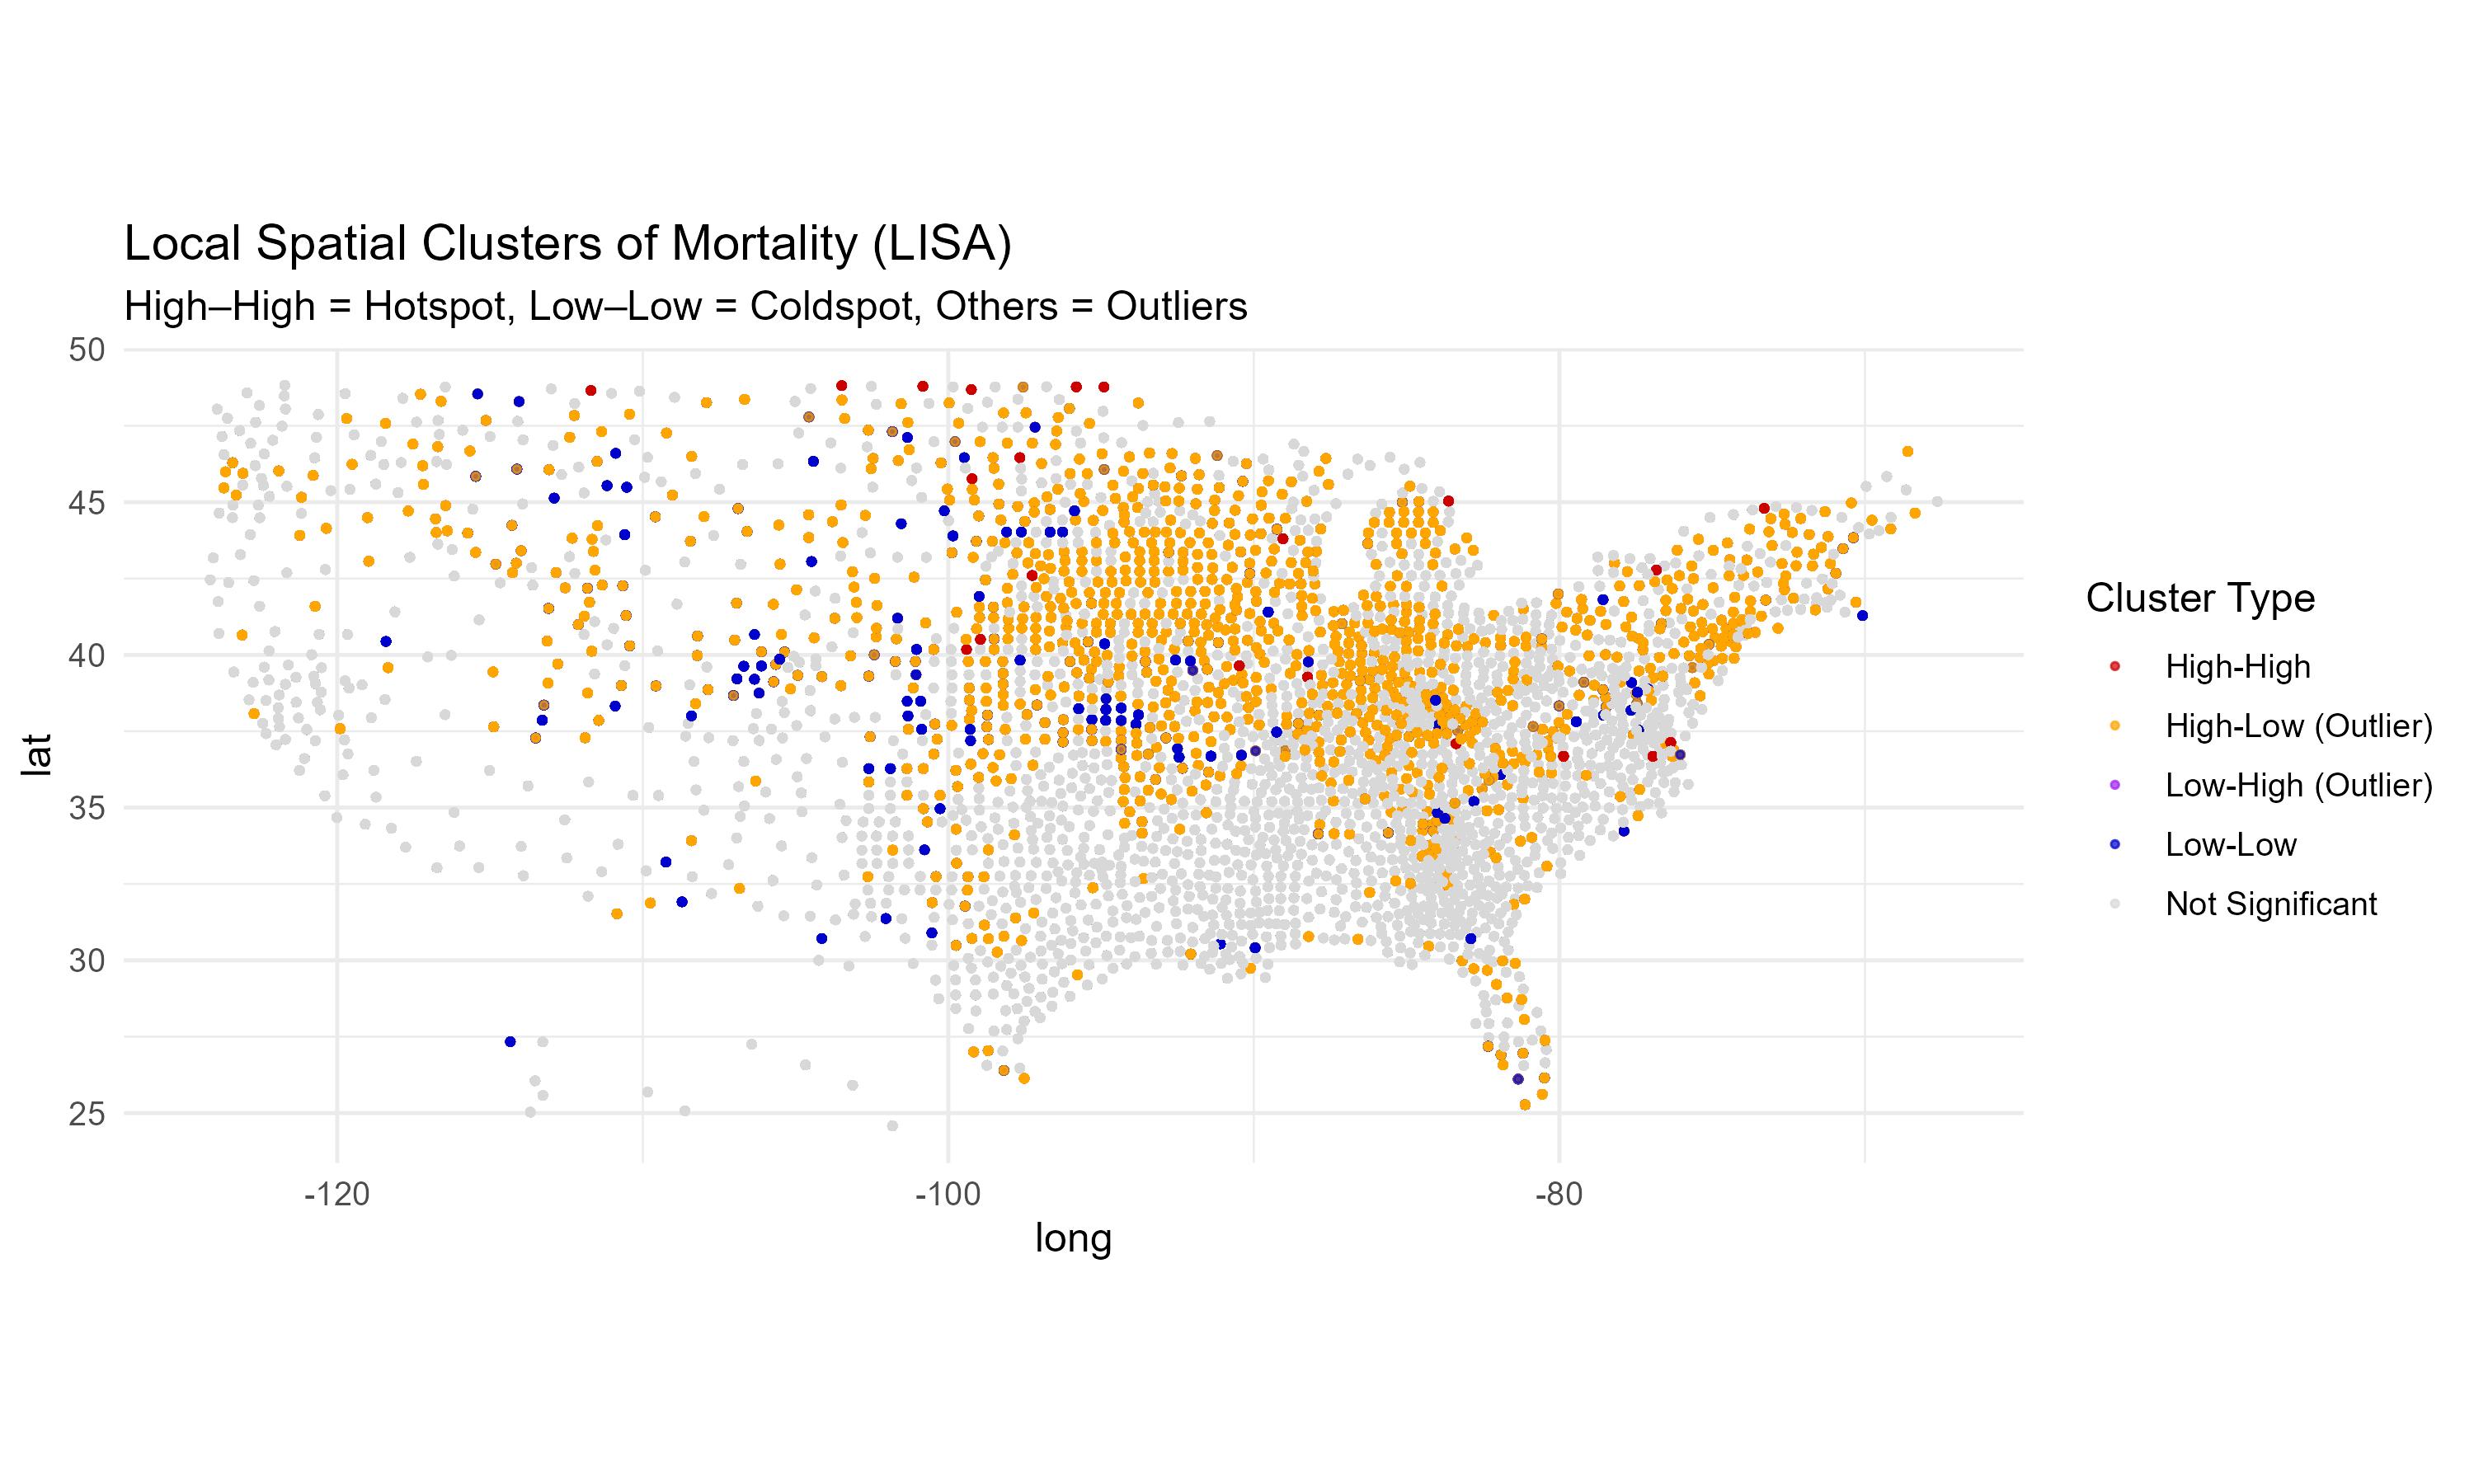 Local Spatial Clusters of Mortality (LISA)
High–High = Hotspot, Low–Low = Coldspot, Others = Outliers
50
45
40
35
30
25
lat
-120
-100
-80
long
Cluster Type
High-High
High-Low (Outlier)
Low-High (Outlier)
Low-Low
Not Significant